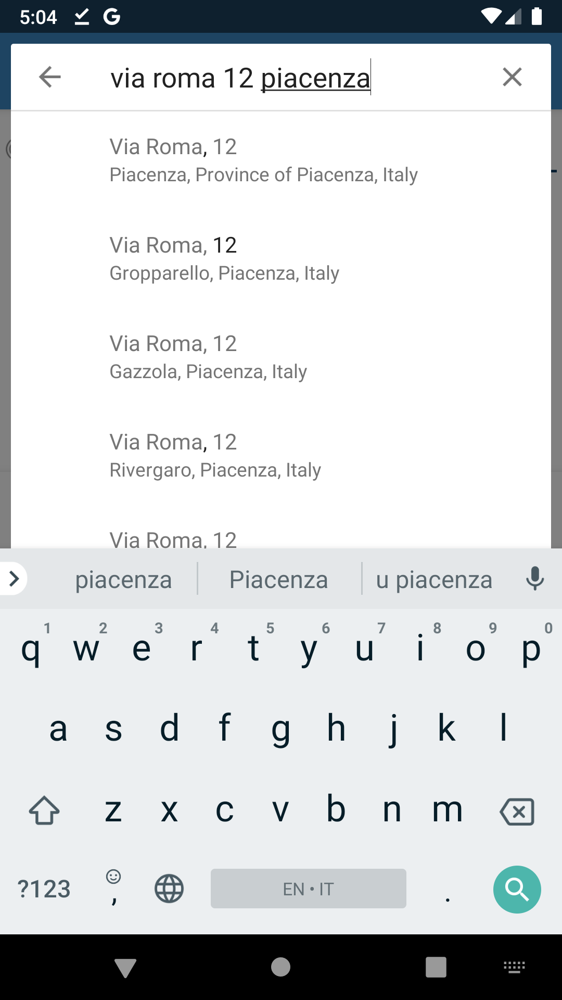 5:04
via roma 12 piacenza
Via Roma, 12
Piacenza, Province of Piacenza, Italy
Via Roma, 12
Gropparello, Piacenza, Italy
Via Roma, 12
Gazzola, Piacenza, Italy
Via Roma, 12
Rivergaro, Piacenza, Italy
Via Roma, 12
piacenza Piacenza u piacenza
1 2 3 4 5 6 7 8 9 0
q w e r t y u i o p
a s d f g h j k l
z x c v b n m
?123 , EN • IT .